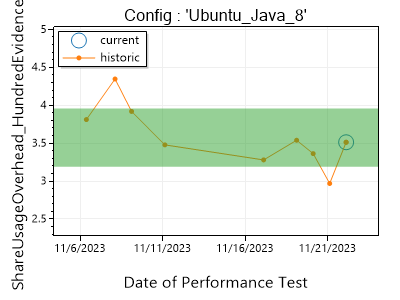 Config : 'Ubuntu_Java_8'
current
historic
ShareUsageOverhead_HundredEvidence
5
4.5
4
3.5
3
2.5
11/6/2023 11/11/2023 11/16/2023 11/21/2023
Date of Performance Test